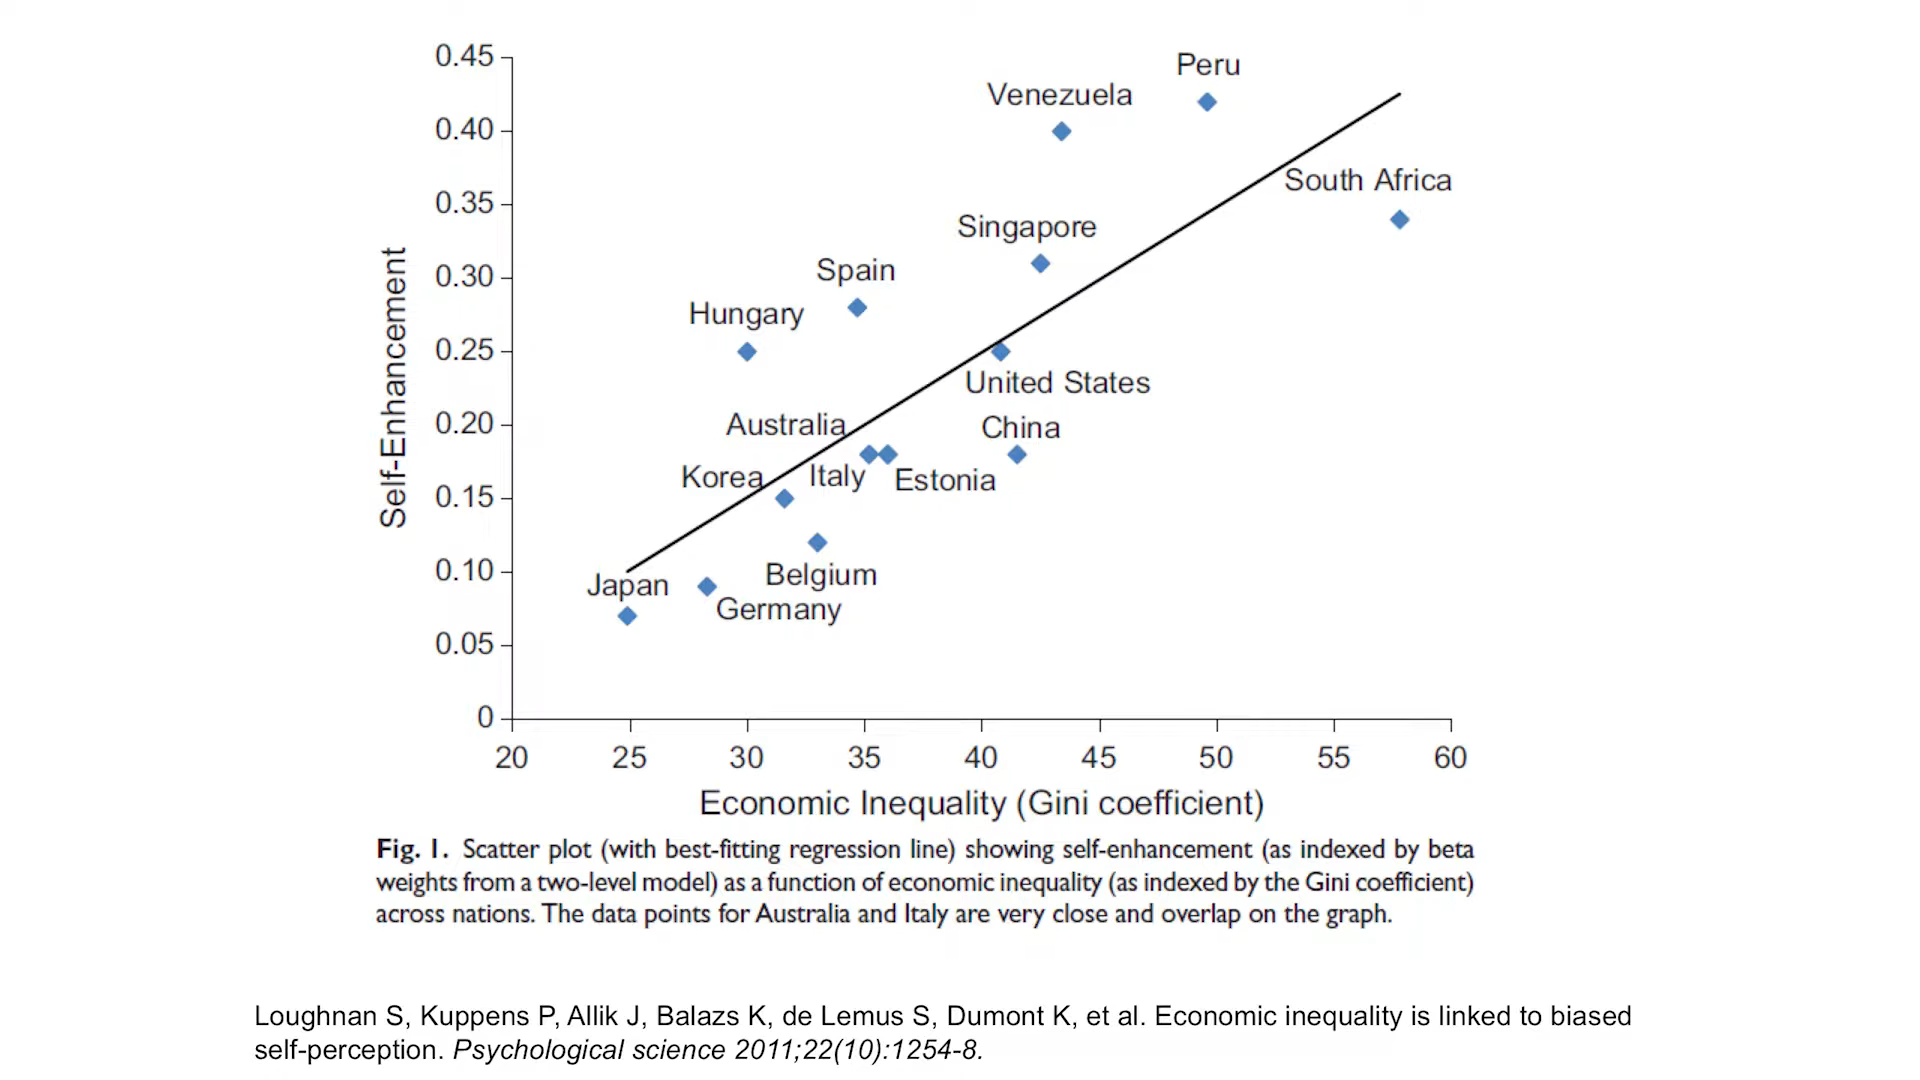 0.45
0.40
0.35
0.30
0.25
0.20
0.15
0.10
0.05
0
Self-Enhancement
Peru
Venezuela
South Africa
Singapore
Spain
Hungary
United States
Australia
China
Korea
Italy
Estonia
Belgium
Japan
Germany
20 25 30 35 40 45 50 55 60
Economic Inequality (Gini coefficient)
Fig. 1. Scatter plot (with best-fitting regression line) showing self-enhancement (as indexed by beta
weights from a two-level model) as a function of economic inequality (as indexed by the Gini coefficient)
across nations. The data points for Australia and Italy are very close and overlap on the graph.
Loughnan S, Kuppens P, Allik J, Balazs K, de Lemus S, Dumont K, et al. Economic inequality is linked to biased
self-perception. Psychological science 2011;22(10):1254-8.